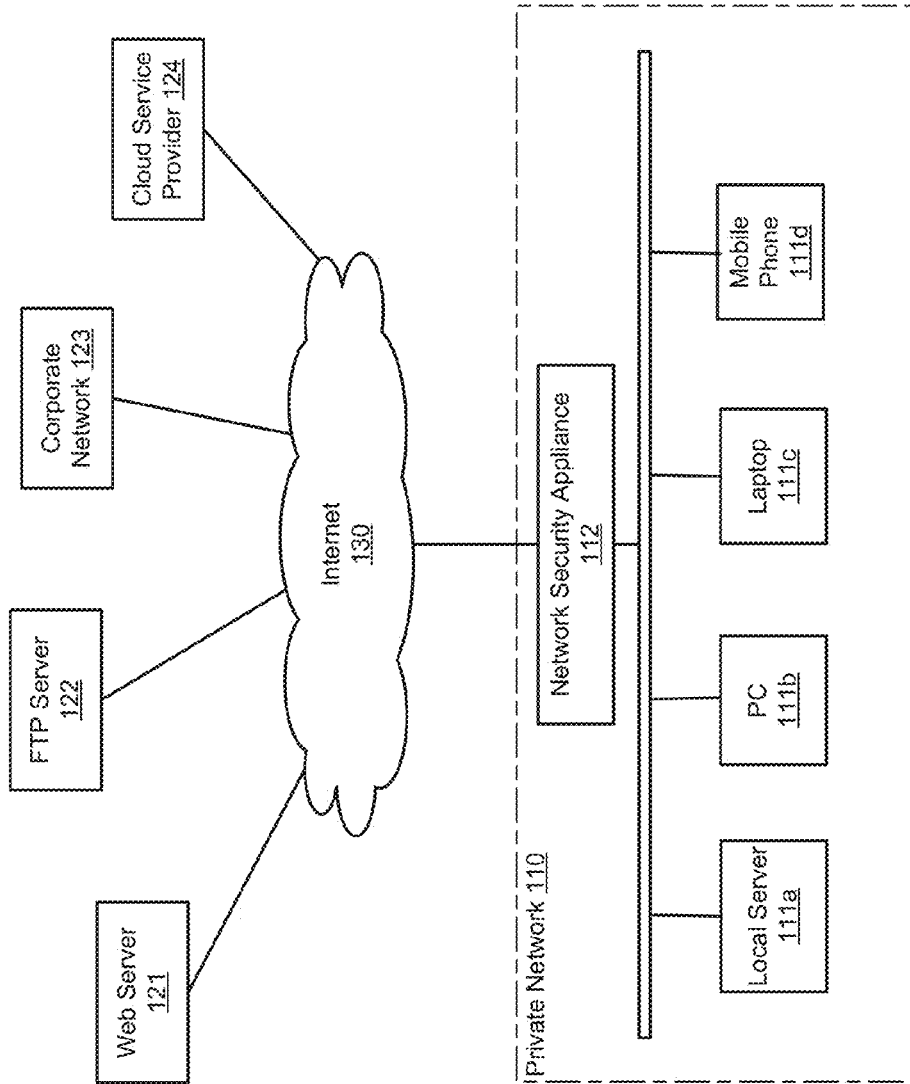 Web Server
121
FTP Server
122
Corporate
Network 123
Cloud Service
Provider 124
Internet
130
Private Network 110
Network Security Appliance
112
Local Server
111a
PC
111b
Laptop
111c
Mobile
Phone
111d